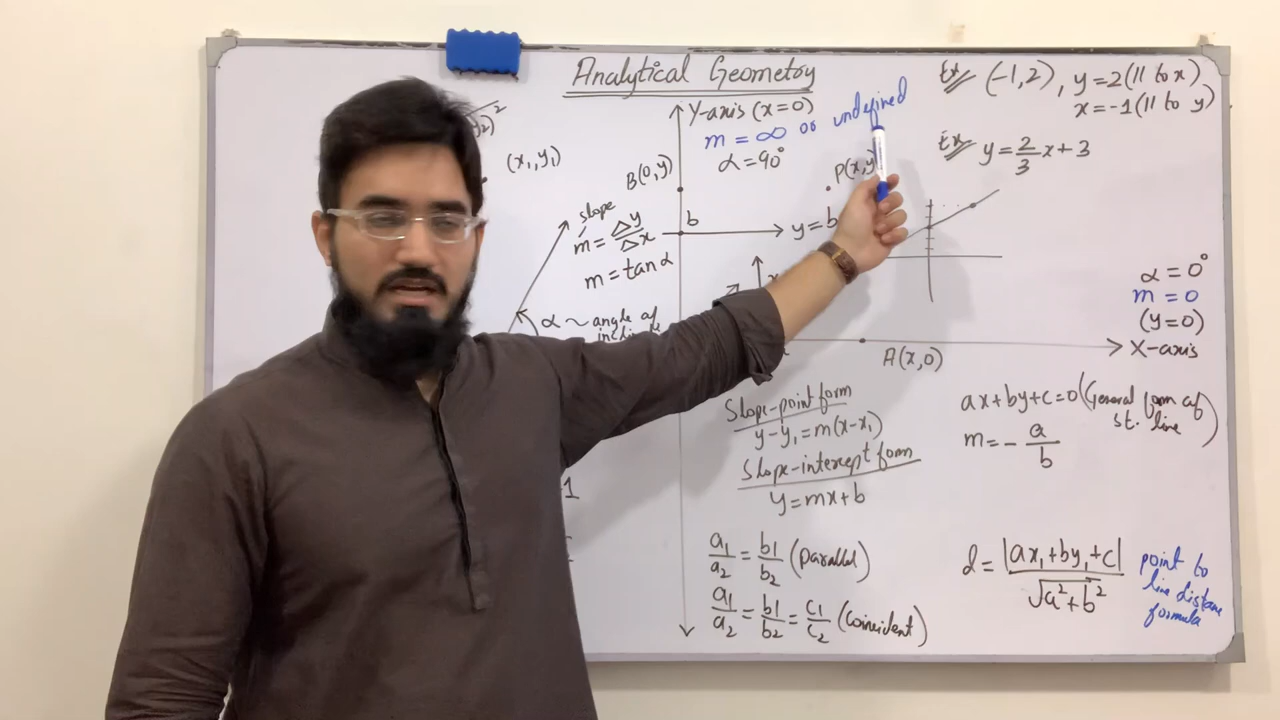 Analytical Geometry
Y-axis (x=0)
m = ∞ or undefined
α = 90°
Ex (-1,2), y=2 (|| to x)
x=-1 (|| to y)
Ex y = 2/3 x + 3
(x₁,y₁)
B(0,y)
P(x,y
b
y=b
slope
m = Δy/Δx
m = tan α
α ~ angle of
α = 0°
m = 0
(y=0)
X-axis
A(x,0)
Slope-point form
y-y₁=m(x-x₁)
Slope-intercept form
y=mx+b
ax+by+c=0 (General form of
st. line)
m = - a/b
a₁/a₂ = b1/b₂ (Parallel)
a₁/a₂ = b₁/b₂ = c₁/c₂ (Coincident)
d = |ax₁+by₁+c|/√a²+b²
point to
line distance
formula